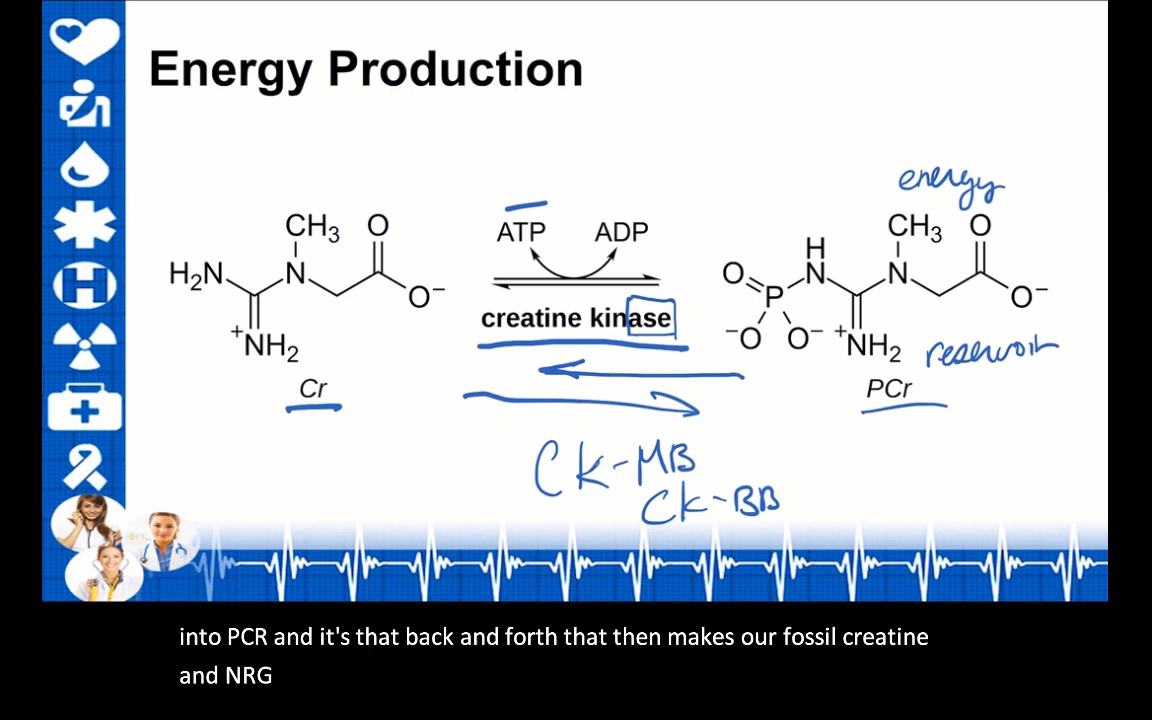 Energy Production
energy
CH3 O
H2N N O-
+NH2
Cr
ATP ADP
creatine kinase
H
CH3 O
O N N O-
P
-O O- +NH2
reservoir
PCr
CK-MB
CK-BB
H
into PCR and it's that back and forth that then makes our fossil creatine
and NRG